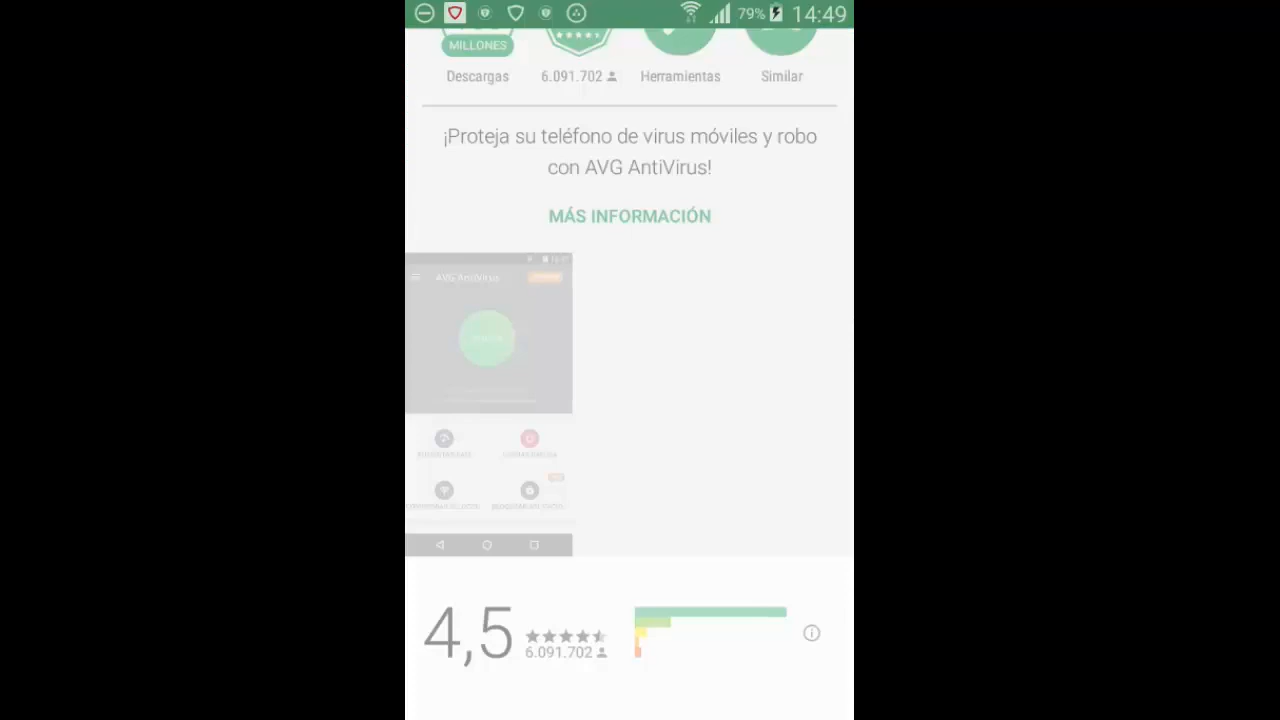 79% 14:49
MILLONES
Descargas 6.091.702 Herramientas Similar
¡Proteja su teléfono de virus móviles y robo
con AVG AntiVirus!
MÁS INFORMACIÓN
AVG AntiVirus
4,5
6.091.702